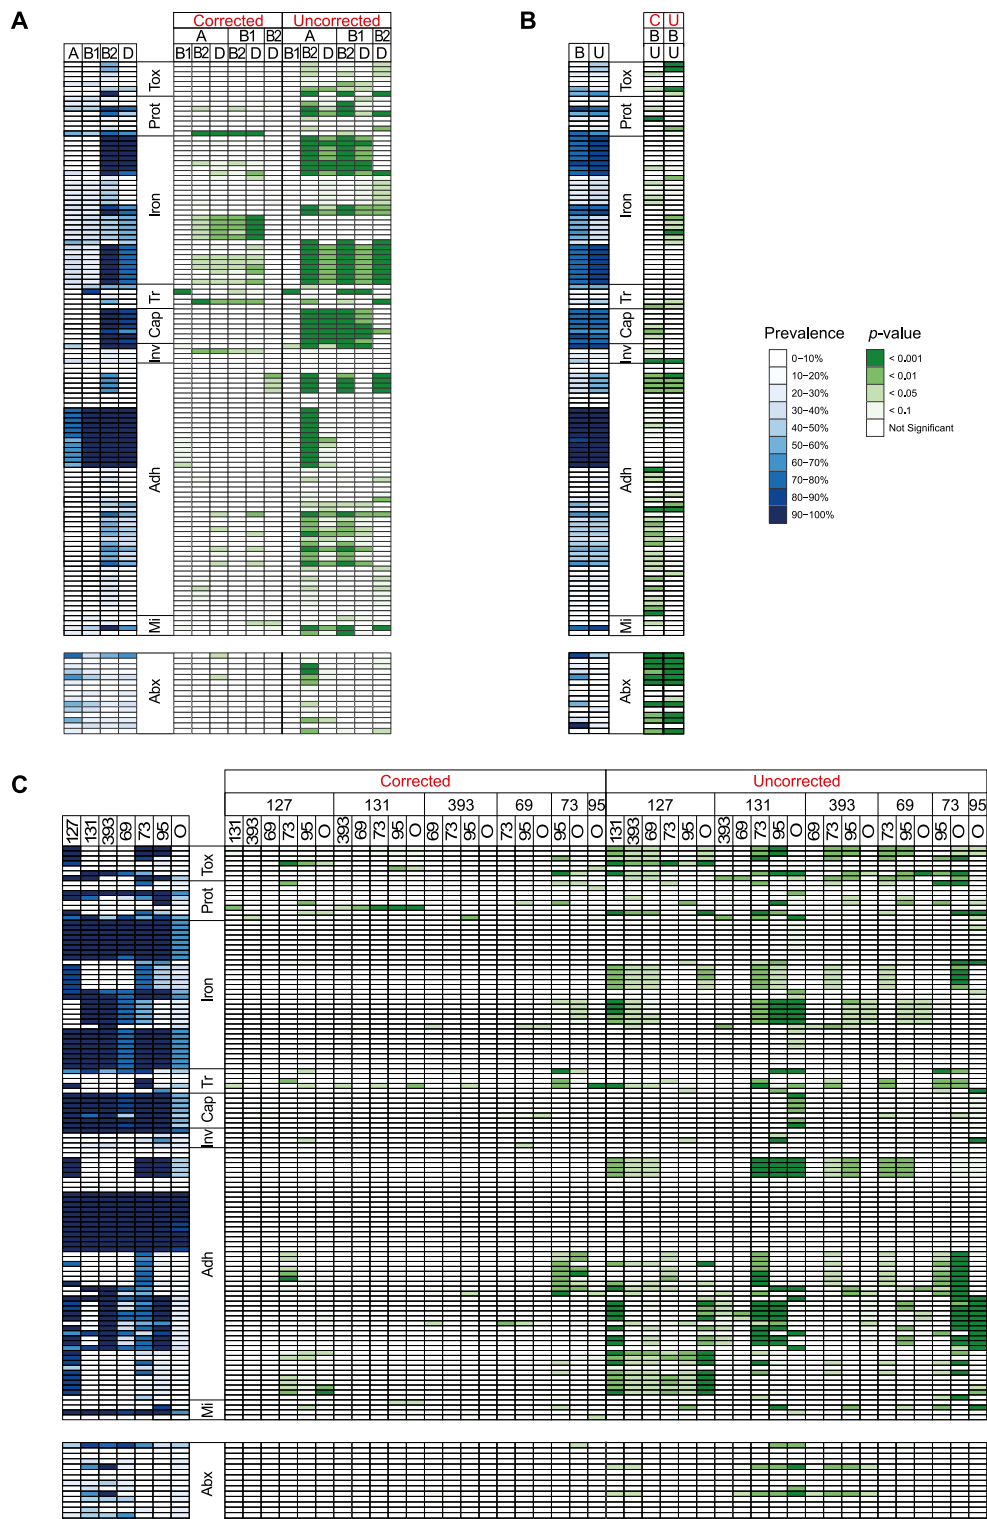 A
Corrected Uncorrected
A B1 B2 A B1 B2
A B1 B2 D B1 B2 D B2 D D B1 B2 D B2 D D
Tox
Prot
Iron
Tr
Cap
Inv
Adh
Mi
Abx
B
C U
B B
B U U U
Tox
Prot
Iron
Tr
Cap
Inv
Adh
Mi
Abx
Prevalence
0–10%
10–20%
20–30%
30–40%
40–50%
50–60%
60–70%
70–80%
80–90%
90–100%
p-value
< 0.001
< 0.01
< 0.05
< 0.1
Not Significant
C
Corrected Uncorrected
127 131 393 69 73 95 127 131 393 69 73 95
127 131 393 69 73 95 O 131 393 69 73 95 O 393 69 73 95 O 69 73 95 O 73 95 O 95 O O 131 393 69 73 95 O 393 69 73 95 O 69 73 95 O 73 95 O 95 O O
Tox
Prot
Iron
Tr
Cap
Inv
Adh
Mi
Abx